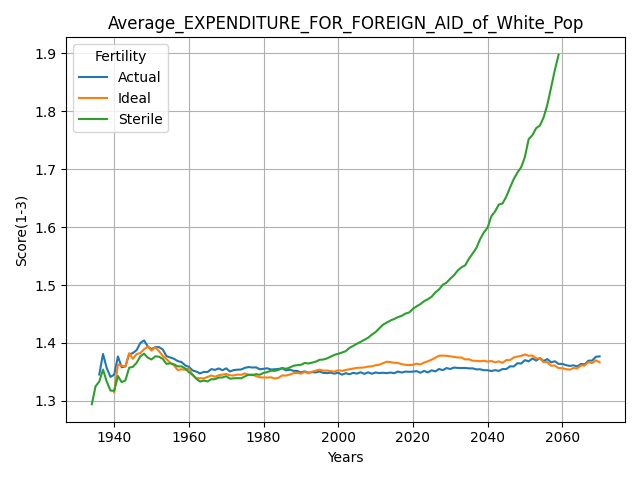 Average_EXPENDITURE_FOR_FOREIGN_AID_of_White_Pop
Fertility
Actual
Ideal
Sterile
Score(1-3)
1.9
1.8
1.7
1.6
1.5
1.4
1.3
1940 1960 1980 2000 2020 2040 2060
Years